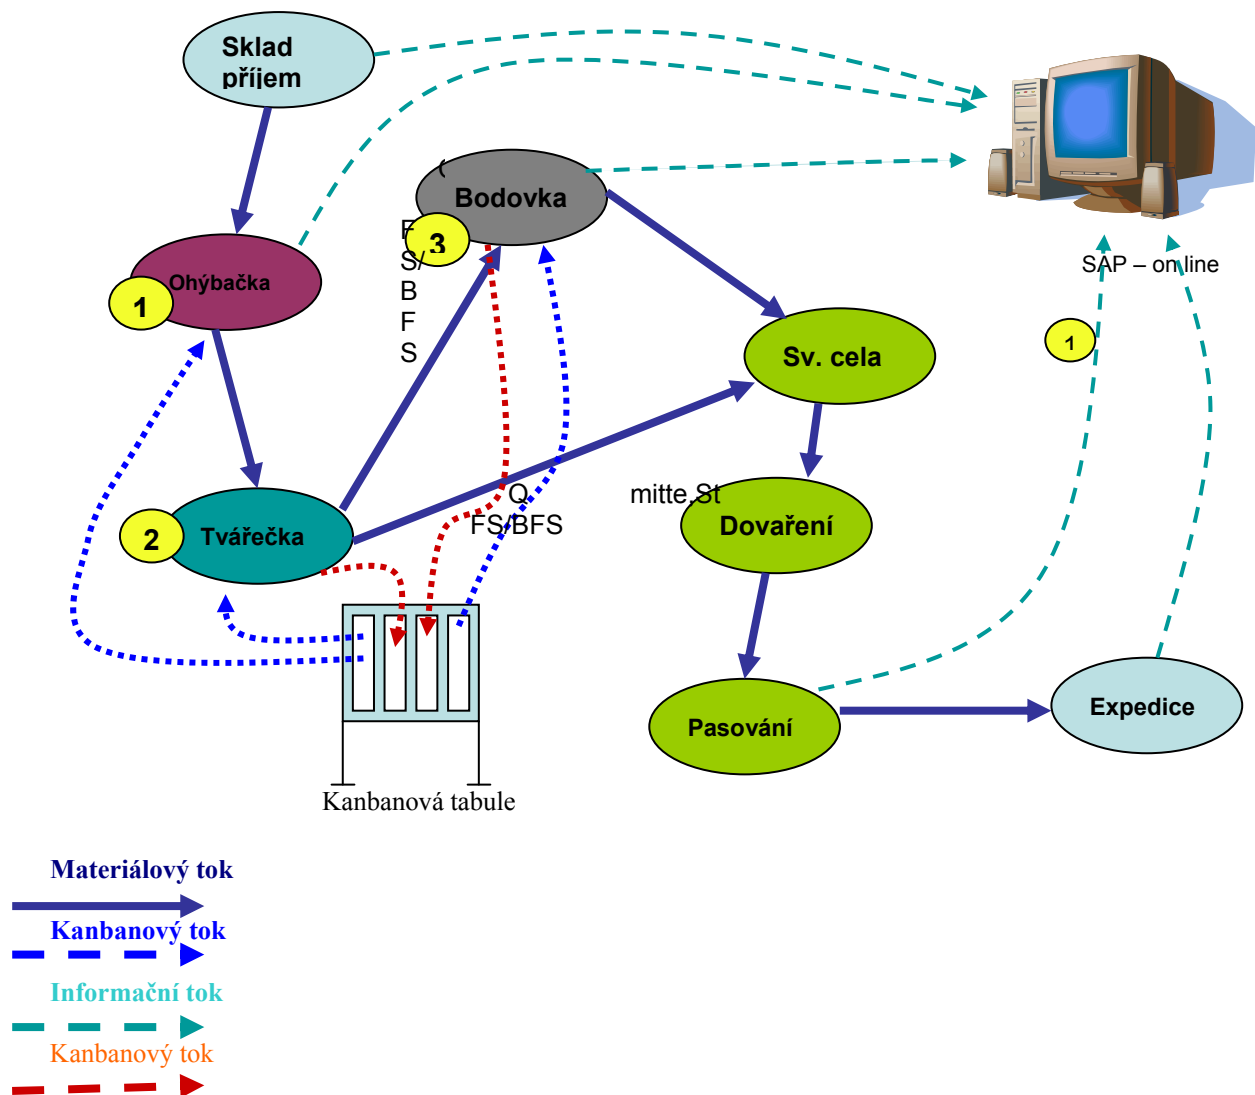 Sklad
příjem
(
Bodovka
F
S/
B
F
S
3
SAP – on line
Ohýbačka
1
1
Sv. cela
Q
FS/BFS
mitte,St
Dovaření
2
Tvářečka
Pasování
Expedice
Kanbanová tabule
Materiálový tok
Kanbanový tok
Informační tok
Kanbanový tok